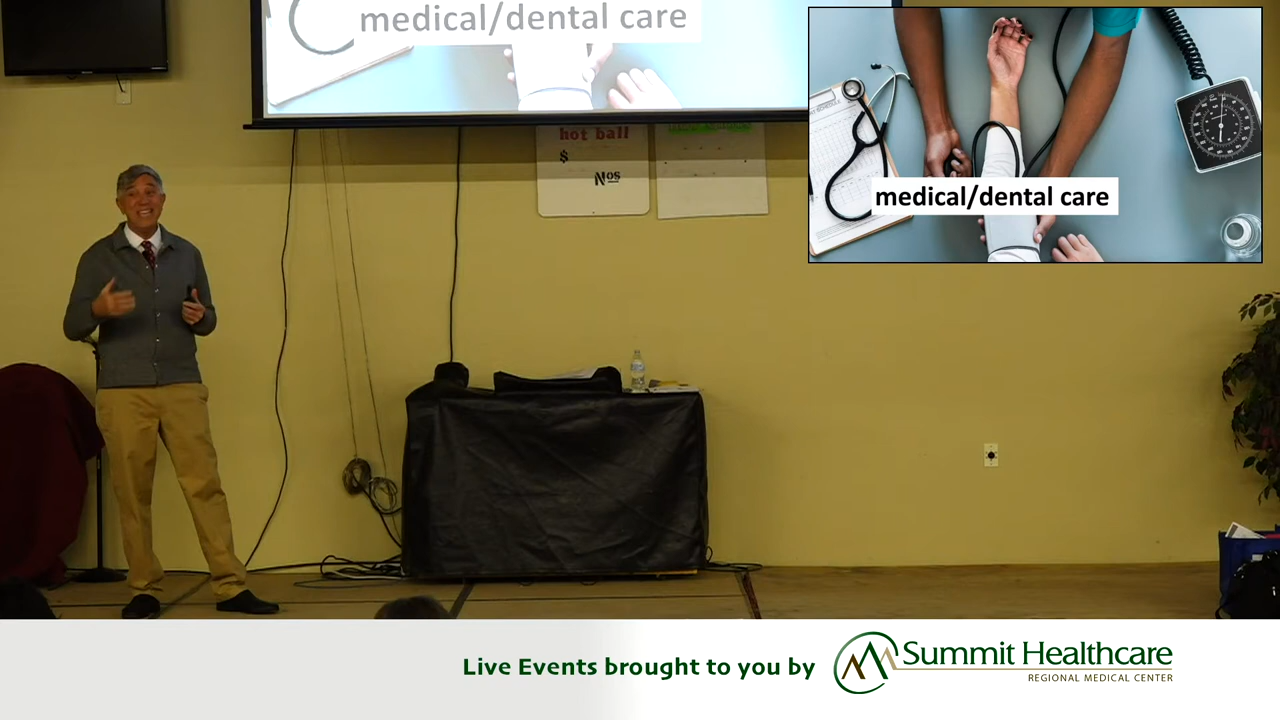 medical/dental care
hot ball
$
Nos
medical/dental care
Live Events brought to you by
Summit Healthcare
REGIONAL MEDICAL CENTER